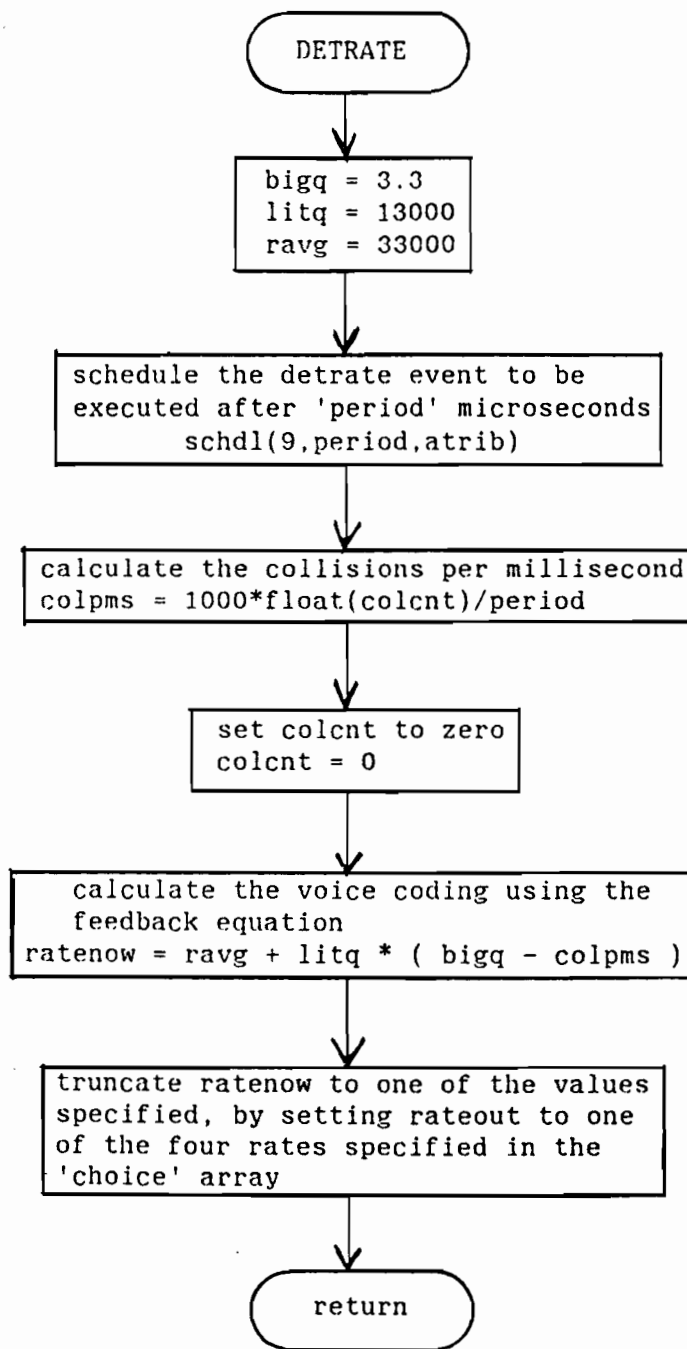 DETRATE
bigq = 3.3
litq = 13000
ravg = 33000
schedule the detrate event to be
executed after 'period' microseconds
schdl(9,period,atrib)
calculate the collisions per millisecond
colpms = 1000*float(colcnt)/period
set colcnt to zero
colcnt = 0
calculate the voice coding using the
feedback equation
ratenow = ravg + litq * ( bigq - colpms )
truncate ratenow to one of the values
specified, by setting rateout to one
of the four rates specified in the
'choice' array
return